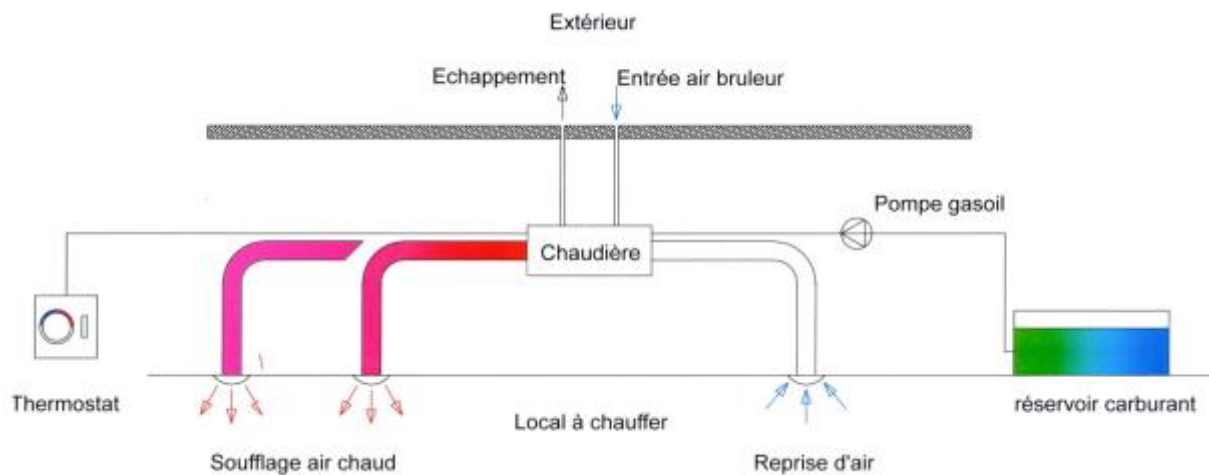 Extérieur
Echappement
Entrée air bruleur
Pompe gasoil
Chaudière
Thermostat
Local à chauffer
réservoir carburant
Soufflage air chaud
Reprise d'air